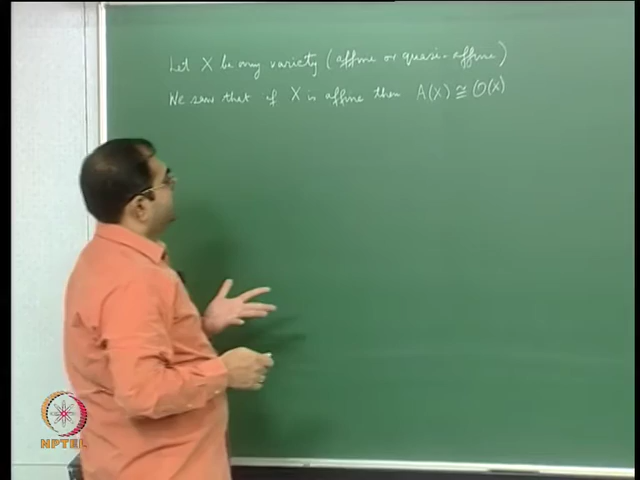 Let X be any variety (affine or quasi-affine)
We saw that if X is affine then A(X) ≅ O(X)
NPTEL